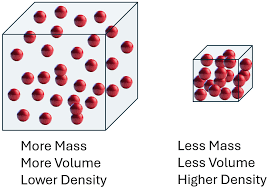 More Mass
More Volume
Lower Density
Less Mass
Less Volume
Higher Density